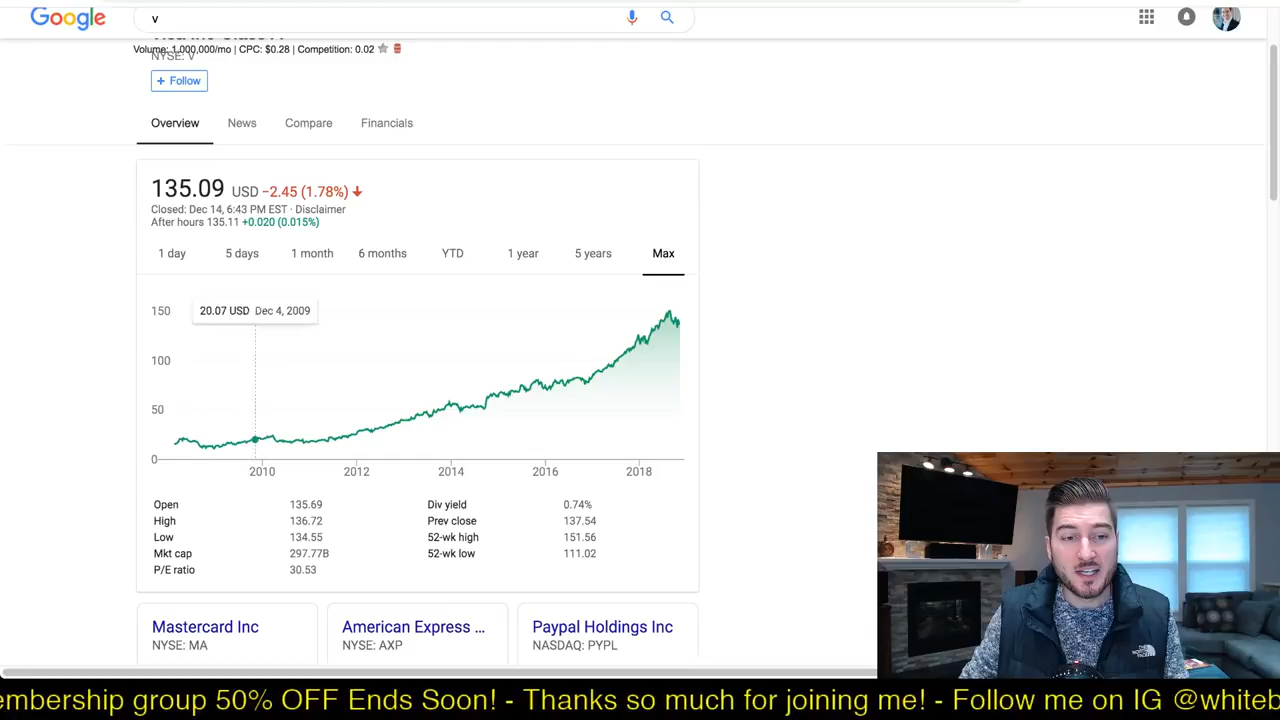 Google
v
Volume: 1,000,000/mo | CPC: $0.28 | Competition: 0.02
NYSE: V
+ Follow
Overview News Compare Financials
135.09 USD −2.45 (1.78%)
Closed: Dec 14, 6:43 PM EST · Disclaimer
After hours 135.11 +0.020 (0.015%)
1 day 5 days 1 month 6 months YTD 1 year 5 years Max
20.07 USD Dec 4, 2009
150
100
50
0
2010 2012 2014 2016 2018
Open 135.69 Div yield 0.74%
High 136.72 Prev close 137.54
Low 134.55 52-wk high 151.56
Mkt cap 297.77B 52-wk low 111.02
P/E ratio 30.53
Mastercard Inc American Express ... Paypal Holdings Inc
NYSE: MA NYSE: AXP NASDAQ: PYPL
THE NORTH FACE
embership group 50% OFF Ends Soon! - Thanks so much for joining me! - Follow me on IG @whiteb